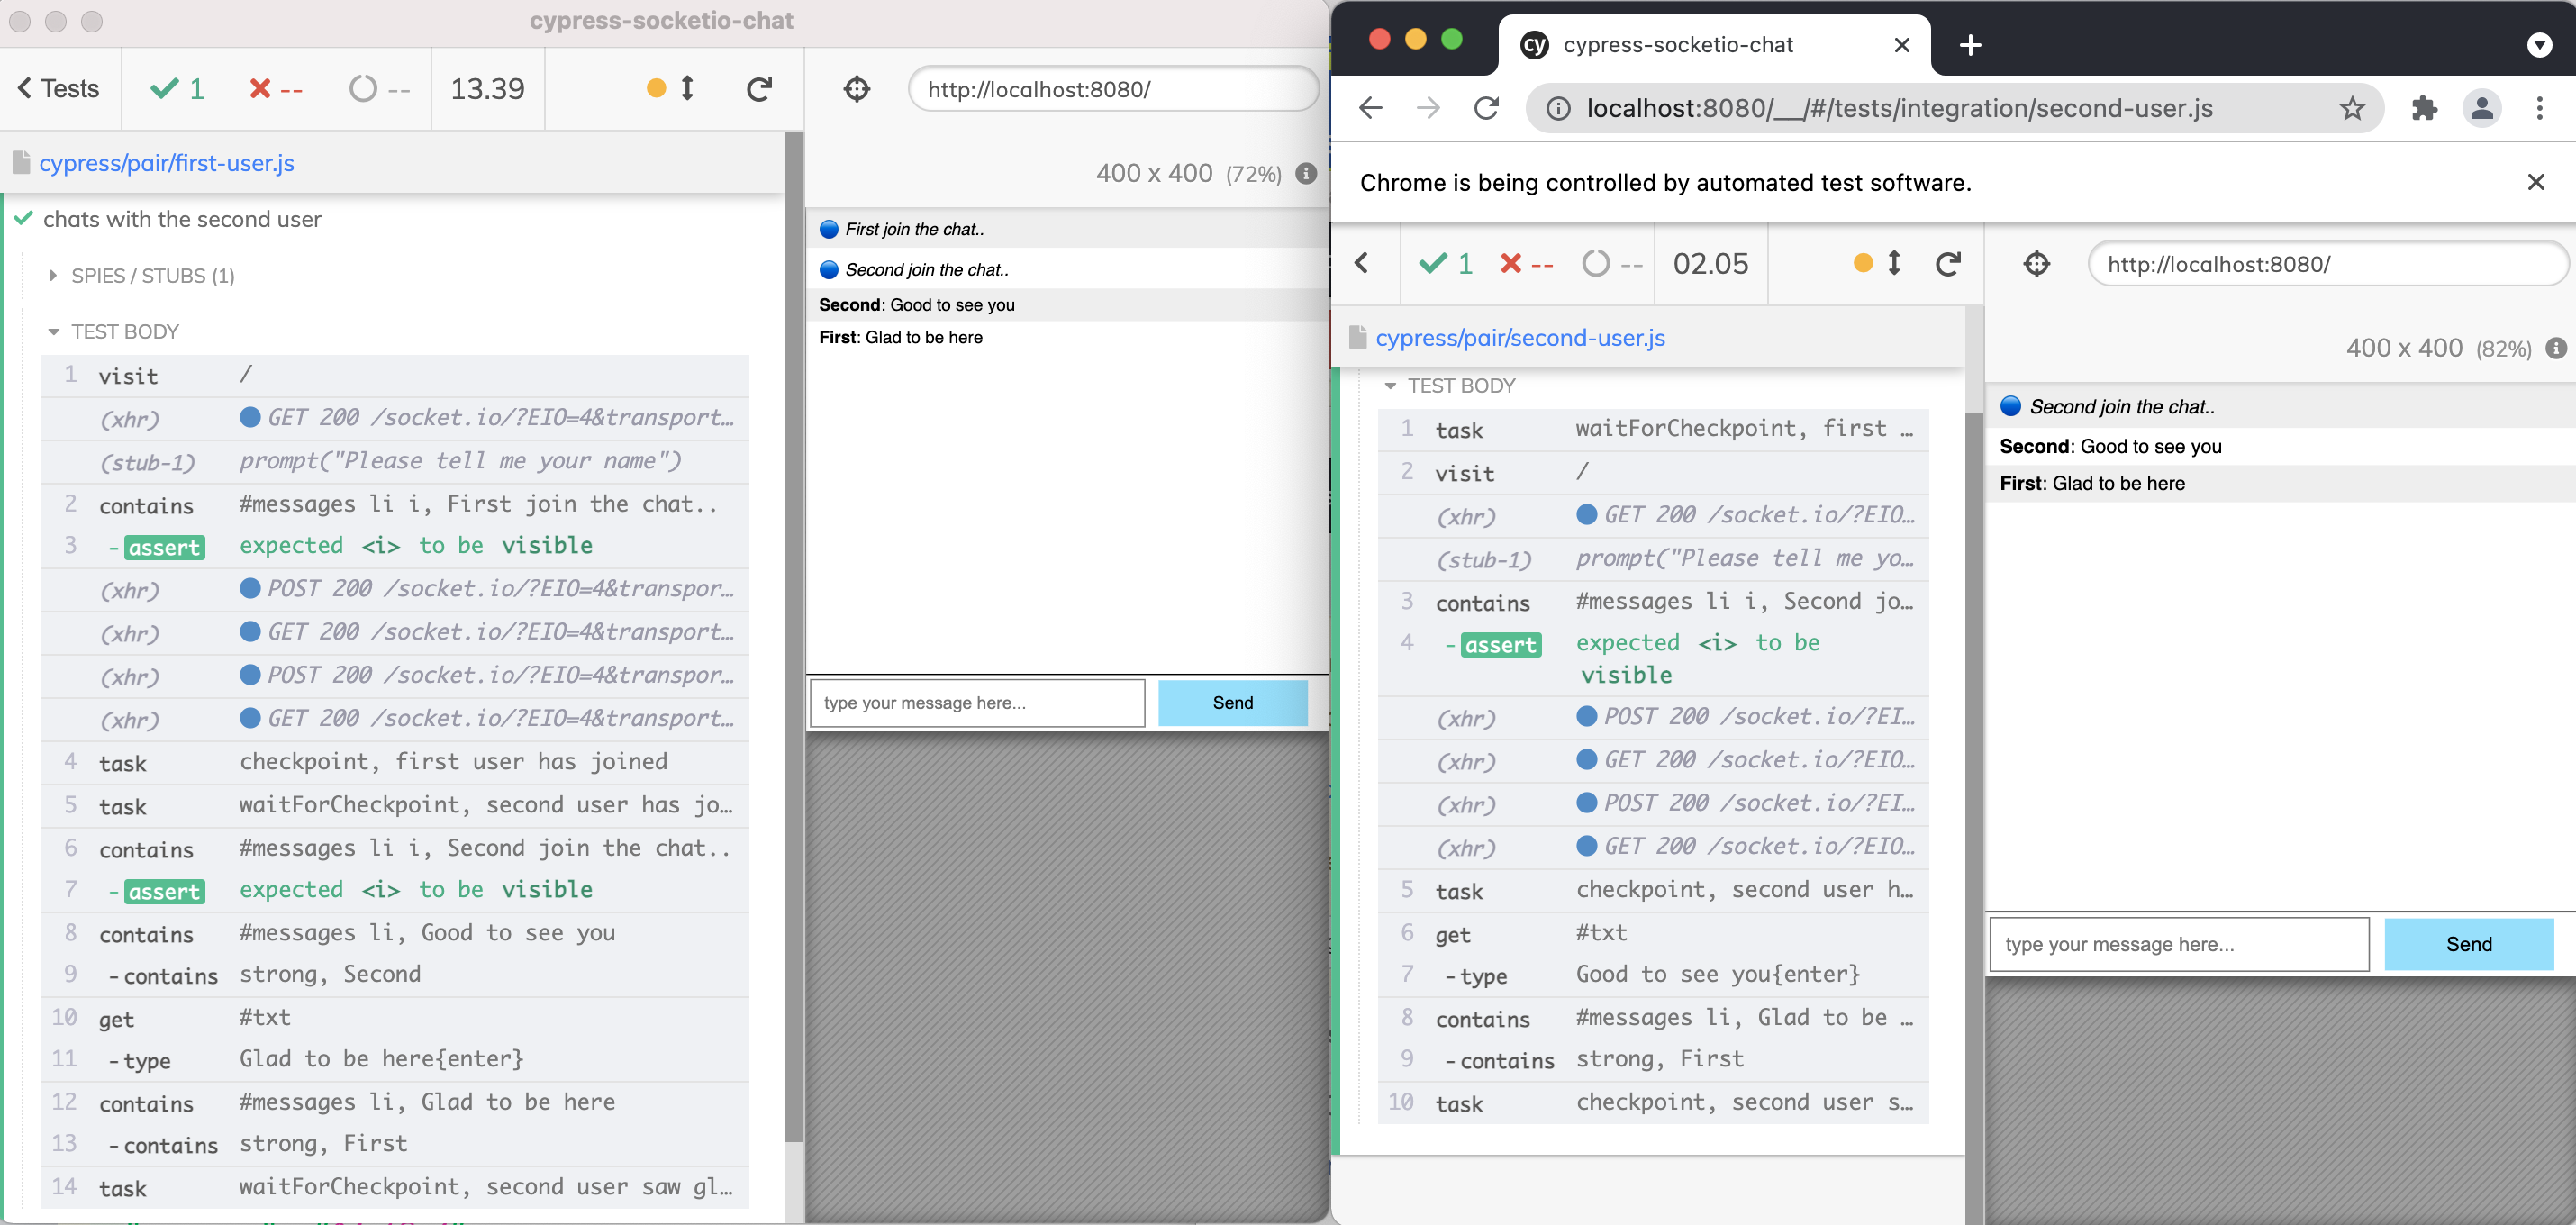 cypress-socketio-chat
Tests 1 -- -- 13.39
http://localhost:8080/
cypress/pair/first-user.js
400 x 400 (72%)
chats with the second user
SPIES / STUBS (1)
TEST BODY
1 visit /
(xhr) GET 200 /socket.io/?EIO=4&transport…
(stub-1) prompt("Please tell me your name")
2 contains #messages li i, First join the chat..
3 -assert expected <i> to be visible
(xhr) POST 200 /socket.io/?EIO=4&transpor…
(xhr) GET 200 /socket.io/?EIO=4&transport…
(xhr) POST 200 /socket.io/?EIO=4&transpor…
(xhr) GET 200 /socket.io/?EIO=4&transport…
4 task checkpoint, first user has joined
5 task waitForCheckpoint, second user has jo…
6 contains #messages li i, Second join the chat..
7 -assert expected <i> to be visible
8 contains #messages li, Good to see you
9 -contains strong, Second
10 get #txt
11 -type Glad to be here{enter}
12 contains #messages li, Glad to be here
13 -contains strong, First
14 task waitForCheckpoint, second user saw gl…
First join the chat..
Second join the chat..
Second: Good to see you
First: Glad to be here
type your message here...
Send
cy cypress-socketio-chat
localhost:8080/__/#/tests/integration/second-user.js
Chrome is being controlled by automated test software.
1 -- -- 02.05
http://localhost:8080/
cypress/pair/second-user.js
400 x 400 (82%)
TEST BODY
1 task waitForCheckpoint, first …
2 visit /
(xhr) GET 200 /socket.io/?EIO…
(stub-1) prompt("Please tell me yo…
3 contains #messages li i, Second jo…
4 -assert expected <i> to be
visible
(xhr) POST 200 /socket.io/?EI…
(xhr) GET 200 /socket.io/?EIO…
(xhr) POST 200 /socket.io/?EI…
(xhr) GET 200 /socket.io/?EIO…
5 task checkpoint, second user h…
6 get #txt
7 -type Good to see you{enter}
8 contains #messages li, Glad to be …
9 -contains strong, First
10 task checkpoint, second user s…
Second join the chat..
Second: Good to see you
First: Glad to be here
type your message here...
Send